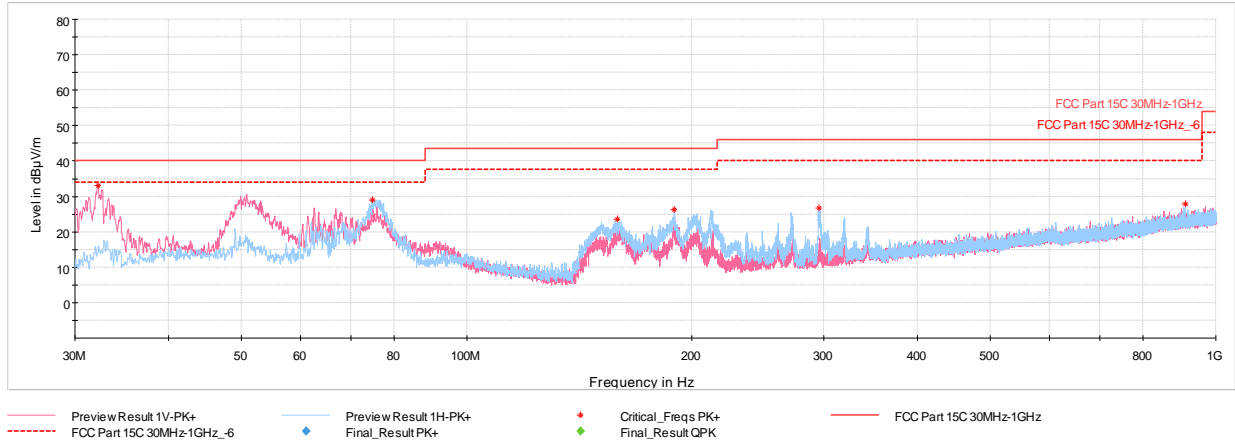 80
70
60
50
40
30
20
10
0
Level in dBµV/m
FCC Part 15C 30MHz-1GHz
FCC Part 15C 30MHz-1GHz_-6
30M 50 60 80 100M 200 300 400 500 800 1G
Frequency in Hz
Preview Result 1V-PK+ Preview Result 1H-PK+ Critical_Freqs PK+ FCC Part 15C 30MHz-1GHz
FCC Part 15C 30MHz-1GHz_-6 Final_Result PK+ Final_Result QPK